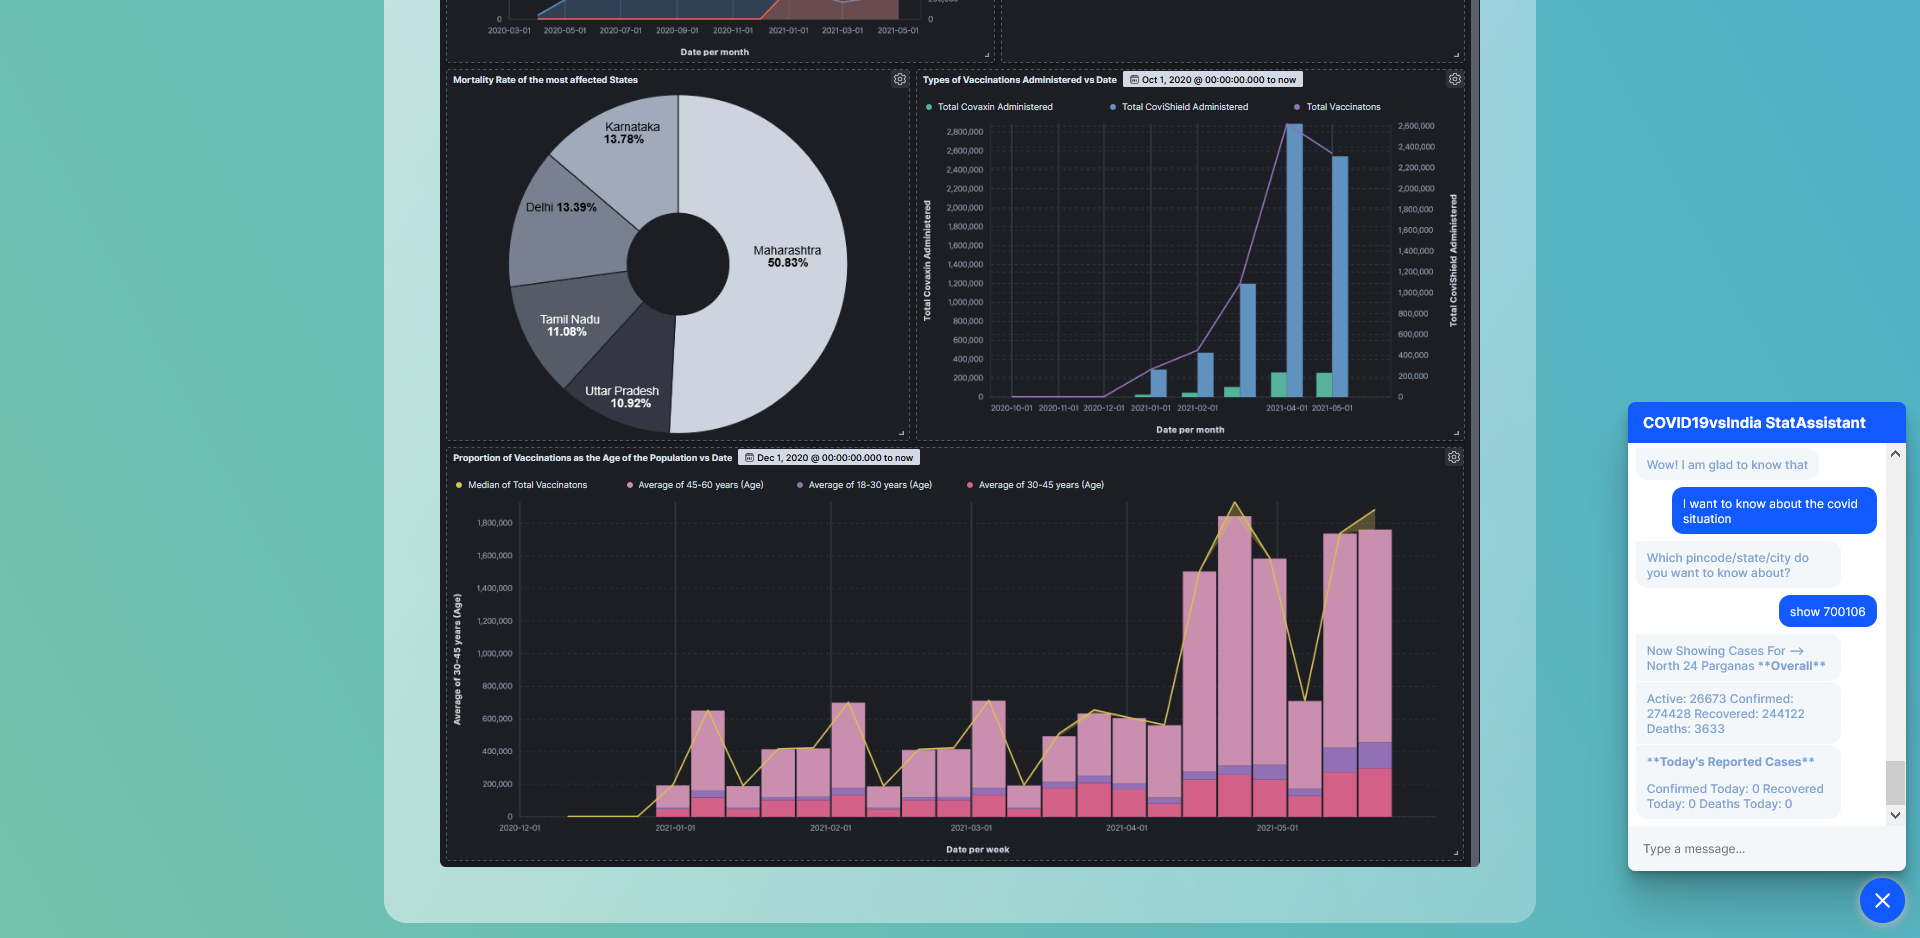 0
0
2020-03-01 2020-05-01 2020-07-01 2020-09-01 2020-11-01 2021-01-01 2021-03-01 2021-05-01
Date per month
Mortality Rate of the most affected States
Karnataka
13.78%
Delhi 13.39%
Maharashtra
50.83%
Tamil Nadu
11.08%
Uttar Pradesh
10.92%
Types of Vaccinations Administered vs Date
Oct 1, 2020 @ 00:00:00.000 to now
Total Covaxin Administered
Total CoviShield Administered
Total Vaccinatons
2,800,000
2,600,000
2,400,000
2,200,000
2,000,000
1,800,000
1,600,000
1,400,000
1,200,000
1,000,000
800,000
600,000
400,000
200,000
0
Total Covaxin Administered
2,600,000
2,400,000
2,200,000
2,000,000
1,800,000
1,600,000
1,400,000
1,200,000
1,000,000
800,000
600,000
400,000
200,000
0
Total CoviShield Administered
2020-10-01 2020-11-01 2020-12-01 2021-01-01 2021-02-01 2021-04-01 2021-05-01
Date per month
Proportion of Vaccinations as the Age of the Population vs Date
Dec 1, 2020 @ 00:00:00.000 to now
Median of Total Vaccinatons
Average of 45-60 years (Age)
Average of 18-30 years (Age)
Average of 30-45 years (Age)
1,800,000
1,600,000
1,400,000
1,200,000
1,000,000
800,000
600,000
400,000
200,000
0
Average of 30-45 years (Age)
2020-12-01 2021-01-01 2021-02-01 2021-03-01 2021-04-01 2021-05-01
Date per week
COVID19vsIndia StatAssistant
Wow! I am glad to know that
I want to know about the covid
situation
Which pincode/state/city do
you want to know about?
show 700106
Now Showing Cases For -->
North 24 Parganas **Overall**
Active: 26673 Confirmed:
274428 Recovered: 244122
Deaths: 3633
**Today's Reported Cases**
Confirmed Today: 0 Recovered
Today: 0 Deaths Today: 0
Type a message...